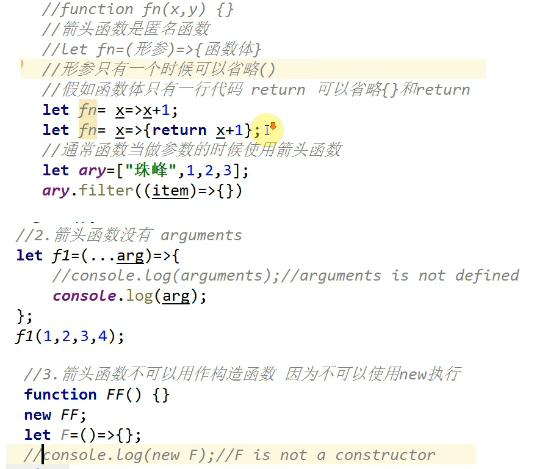 //function fn(x,y) {}
//箭头函数是匿名函数
//let fn=(形参)=>{函数体}
//形参只有一个时候可以省略()
//假如函数体只有一行代码 return 可以省略{}和return
let fn= x=>x+1;
let fn= x=>{return x+1};
//通常函数当做参数的时候使用箭头函数
let ary=["珠峰",1,2,3];
ary.filter((item)=>{})
//2.箭头函数没有 arguments
let f1=(...arg)=>{
//console.log(arguments);//arguments is not defined
console.log(arg);
};
f1(1,2,3,4);
//3.箭头函数不可以用作构造函数 因为不可以使用new执行
function FF() {}
new FF;
let F=()=>{};
//console.log(new F);//F is not a constructor